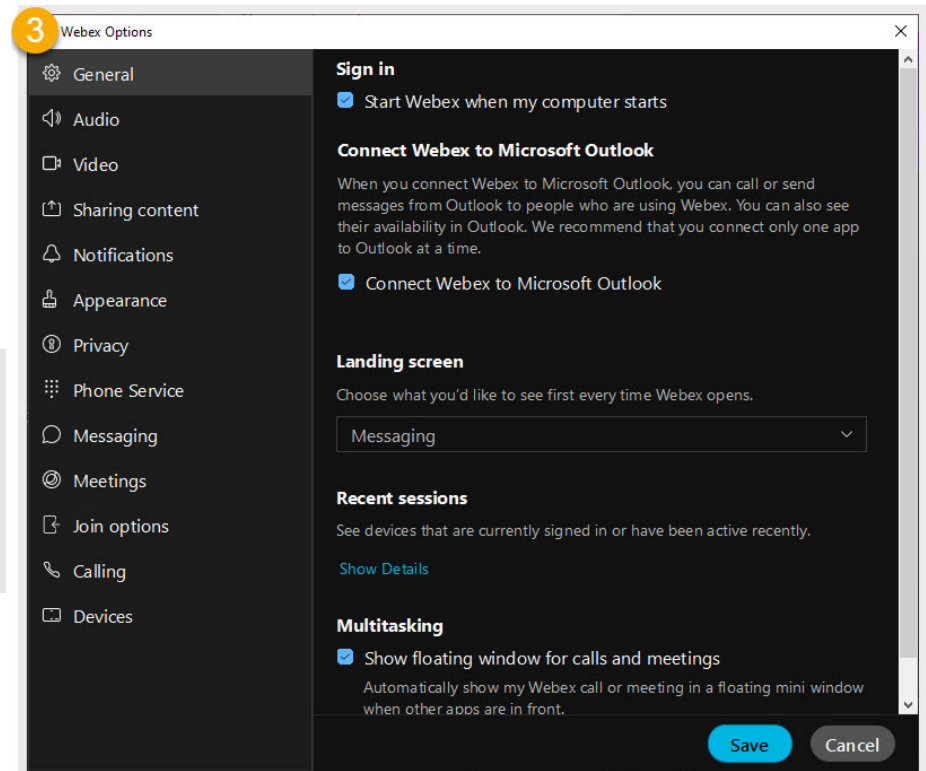 3
Webex Options
General
Audio
Video
Sharing content
Notifications
Appearance
Privacy
Phone Service
Messaging
Meetings
Join options
Calling
Devices
Sign in
Start Webex when my computer starts
Connect Webex to Microsoft Outlook
When you connect Webex to Microsoft Outlook, you can call or send
messages from Outlook to people who are using Webex. You can also see
their availability in Outlook. We recommend that you connect only one app
to Outlook at a time.
Connect Webex to Microsoft Outlook
Landing screen
Choose what you'd like to see first every time Webex opens.
Messaging
Recent sessions
See devices that are currently signed in or have been active recently.
Show Details
Multitasking
Show floating window for calls and meetings
Automatically show my Webex call or meeting in a floating mini window
when other apps are in front.
Save
Cancel